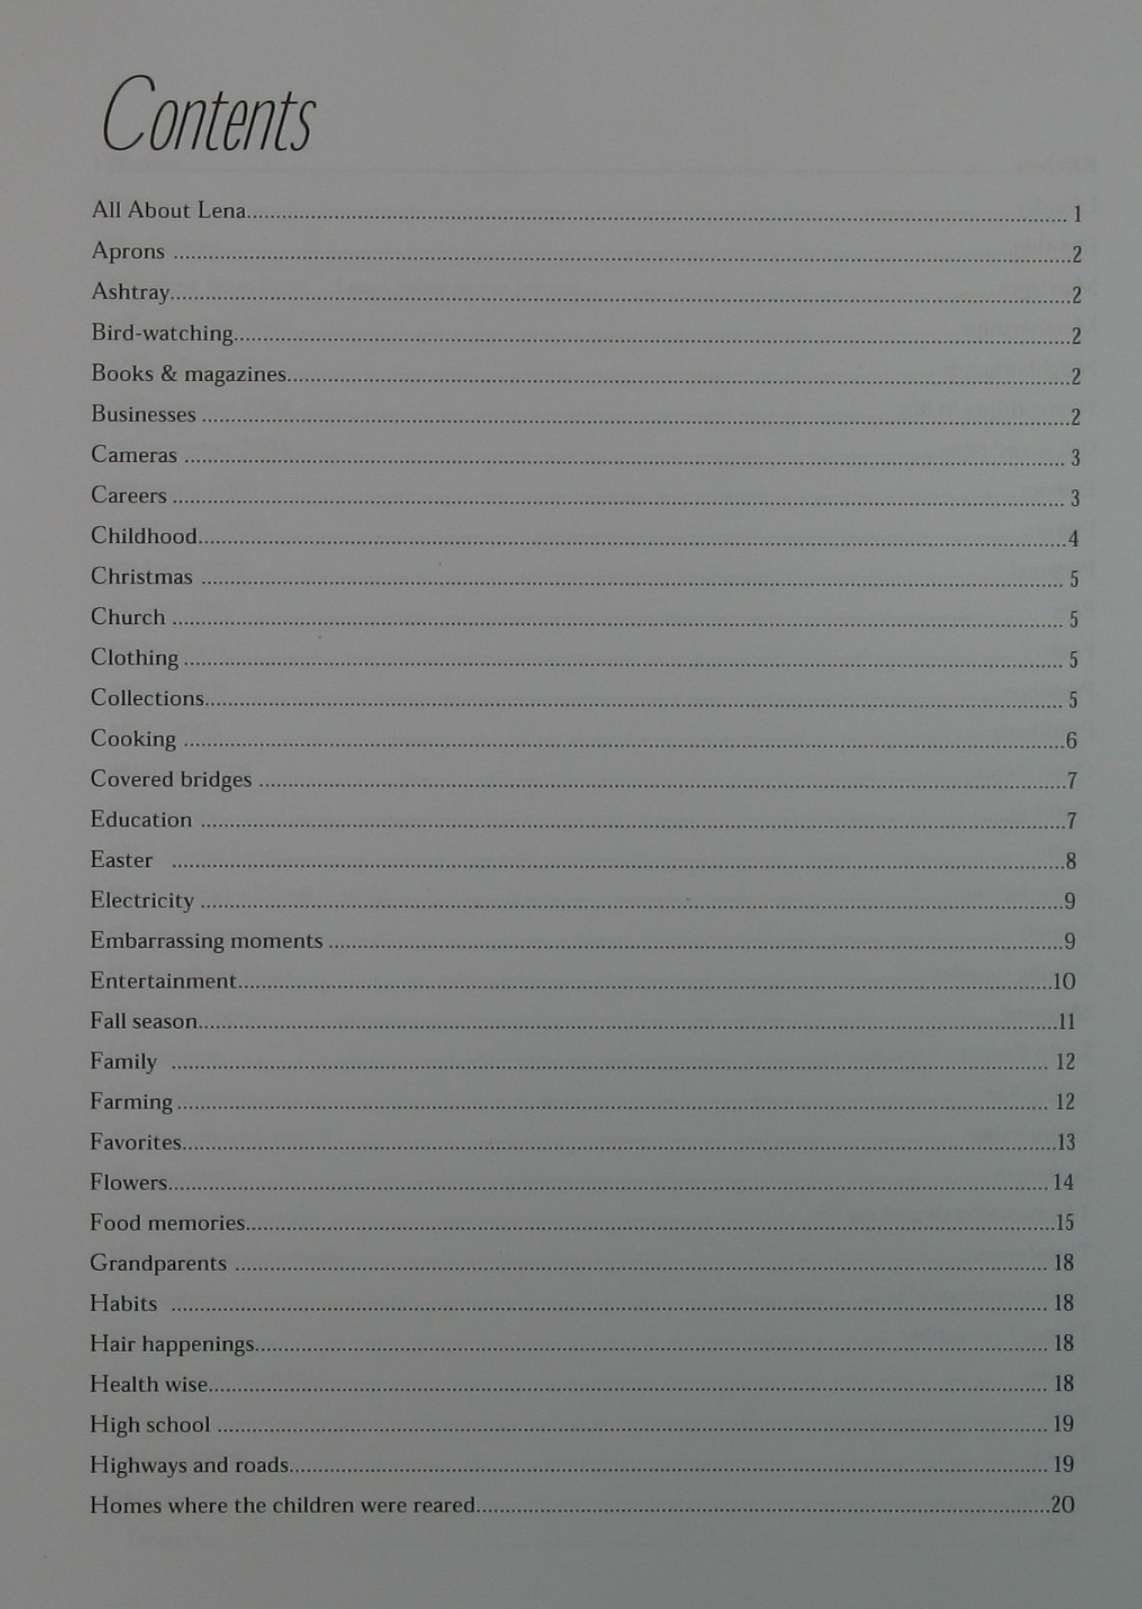 Contents
All About Lena........................................ 1
Aprons ........................................2
Ashtray........................................2
Bird-watching........................................2
Books & magazines........................................2
Businesses ........................................2
Cameras ........................................ 3
Careers ........................................ 3
Childhood........................................4
Christmas ........................................ 5
Church ........................................ 5
Clothing ........................................ 5
Collections........................................ 5
Cooking ........................................6
Covered bridges ........................................7
Education ........................................7
Easter ........................................8
Electricity ........................................9
Embarrassing moments ........................................9
Entertainment........................................10
Fall season........................................11
Family ........................................ 12
Farming ........................................ 12
Favorites........................................13
Flowers........................................ 14
Food memories........................................15
Grandparents ........................................ 18
Habits ........................................ 18
Hair happenings........................................ 18
Health wise........................................ 18
High school ........................................ 19
Highways and roads........................................ 19
Homes where the children were reared........................................20